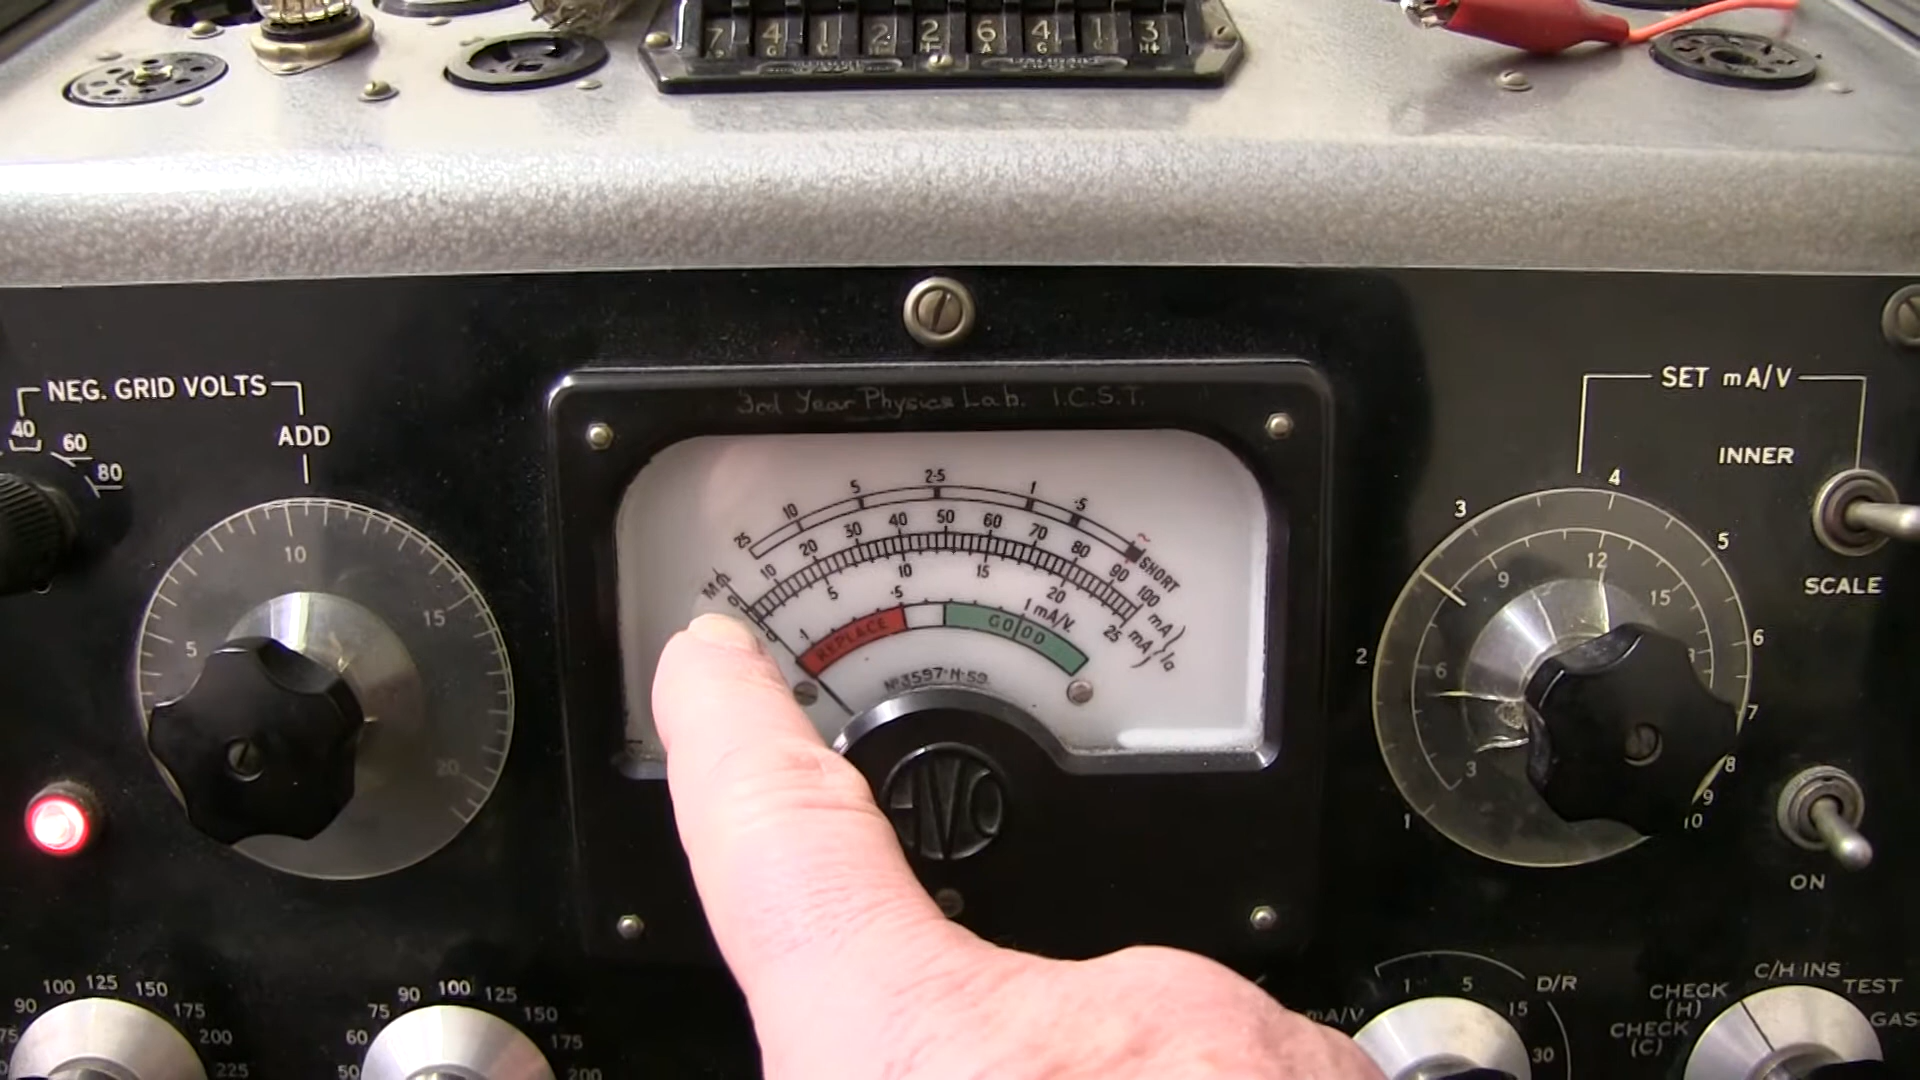 7 4 1 2 2 6 4 1 3
NEG. GRID VOLTS
ADD
40
60
80
5
10
15
20
3rd Year Physics Lab. I.C.S.T.
25 10 5 2·5 1 ·5 ~ SHORT
MΩ
0 10 20 30 40 50 60 70 80 90 100 mA
0 5 10 15 20 25 mA
Ia
·1 ·5 1 mA/V.
REPLACE
GOOD
Nº3597·N·59
AVO
SET mA/V
INNER
SCALE
1 2 3 4 5 6 7 8 9 10
3 6 9 12 15
ON
75 90 100 125 150 175 200 225
50 60 75 90 100 125 150 175 200
mA/V
1 5 15 30
D/R
CHECK
(C)
CHECK
(H)
C/H INS
TEST
GAS